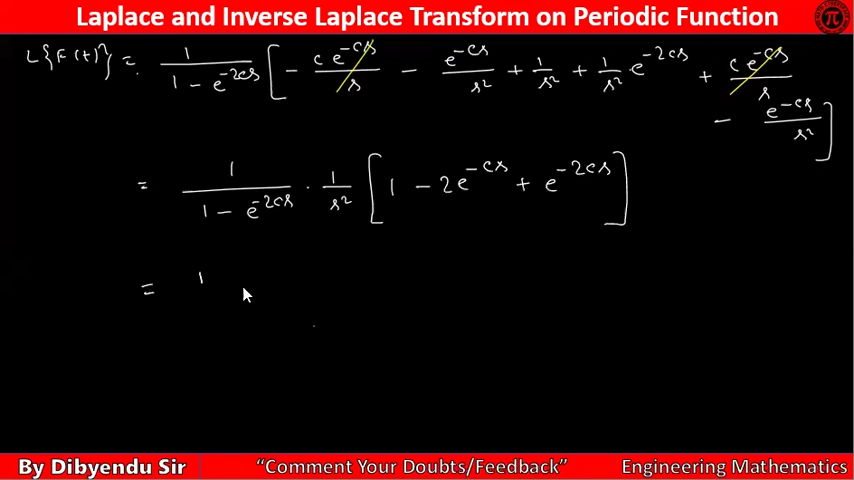 Laplace and Inverse Laplace Transform on Periodic Function
L{F(t)} = 1/(1 - e^{-2cs}) [ - c e^{-cs}/s - e^{-cs}/s² + 1/s² + 1/s² e^{-2cs} + c e^{-cs}/s
- e^{-cs}/s² ]
= 1/(1 - e^{-2cs}) · 1/s² [ 1 - 2e^{-cs} + e^{-2cs} ]
= 1
By Dibyendu Sir “Comment Your Doubts/Feedback” Engineering Mathematics